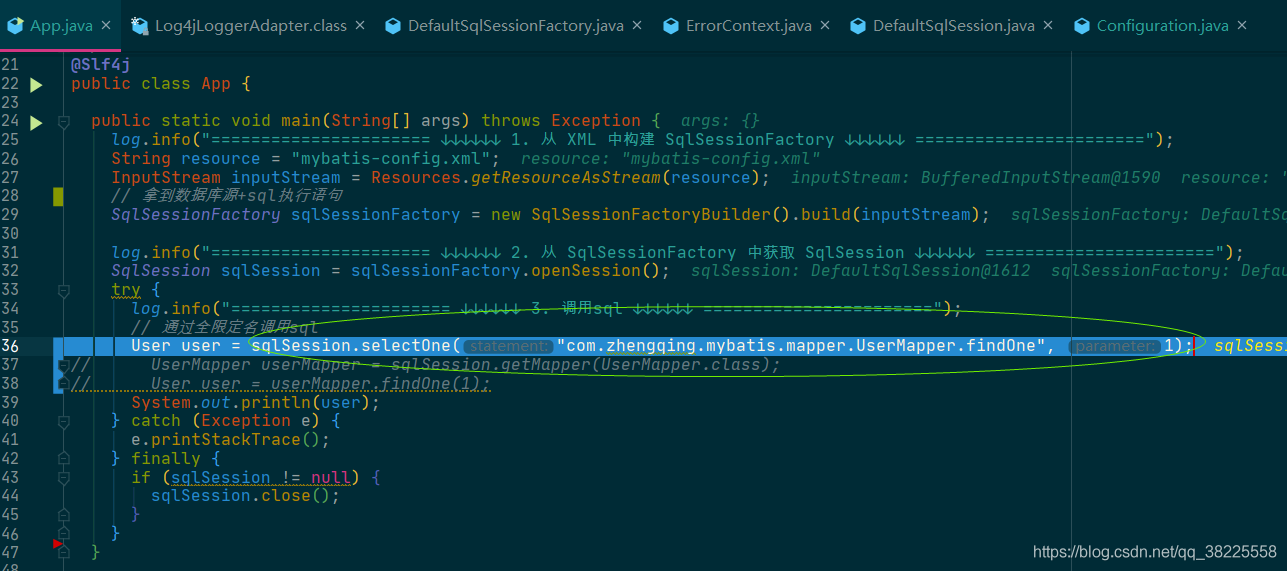 App.java × Log4jLoggerAdapter.class × DefaultSqlSessionFactory.java × ErrorContext.java × DefaultSqlSession.java × Configuration.java ×
21 @Slf4j
22 public class App {
23
24 public static void main(String[] args) throws Exception { args: {}
25 log.info("====================== ↓↓↓↓↓↓ 1. 从 XML 中构建 SqlSessionFactory ↓↓↓↓↓↓ =======================");
26 String resource = "mybatis-config.xml"; resource: "mybatis-config.xml"
27 InputStream inputStream = Resources.getResourceAsStream(resource); inputStream: BufferedInputStream@1590 resource: "
28 // 拿到数据库源+sql执行语句
29 SqlSessionFactory sqlSessionFactory = new SqlSessionFactoryBuilder().build(inputStream); sqlSessionFactory: DefaultSq
30
31 log.info("====================== ↓↓↓↓↓↓ 2. 从 SqlSessionFactory 中获取 SqlSession ↓↓↓↓↓↓ =======================");
32 SqlSession sqlSession = sqlSessionFactory.openSession(); sqlSession: DefaultSqlSession@1612 sqlSessionFactory: Defau
33 try {
34 log.info("====================== ↓↓↓↓↓↓ 3. 调用sql ↓↓↓↓↓↓ =======================");
35 // 通过全限定名调用sql
36 User user = sqlSession.selectOne( statement: "com.zhengqing.mybatis.mapper.UserMapper.findOne", parameter: 1); sqlSessi
37 // UserMapper userMapper = sqlSession.getMapper(UserMapper.class);
38 // User user = userMapper.findOne(1);
39 System.out.println(user);
40 } catch (Exception e) {
41 e.printStackTrace();
42 } finally {
43 if (sqlSession != null) {
44 sqlSession.close();
45 }
46 }
47 }
48
https://blog.csdn.net/qq_38225558